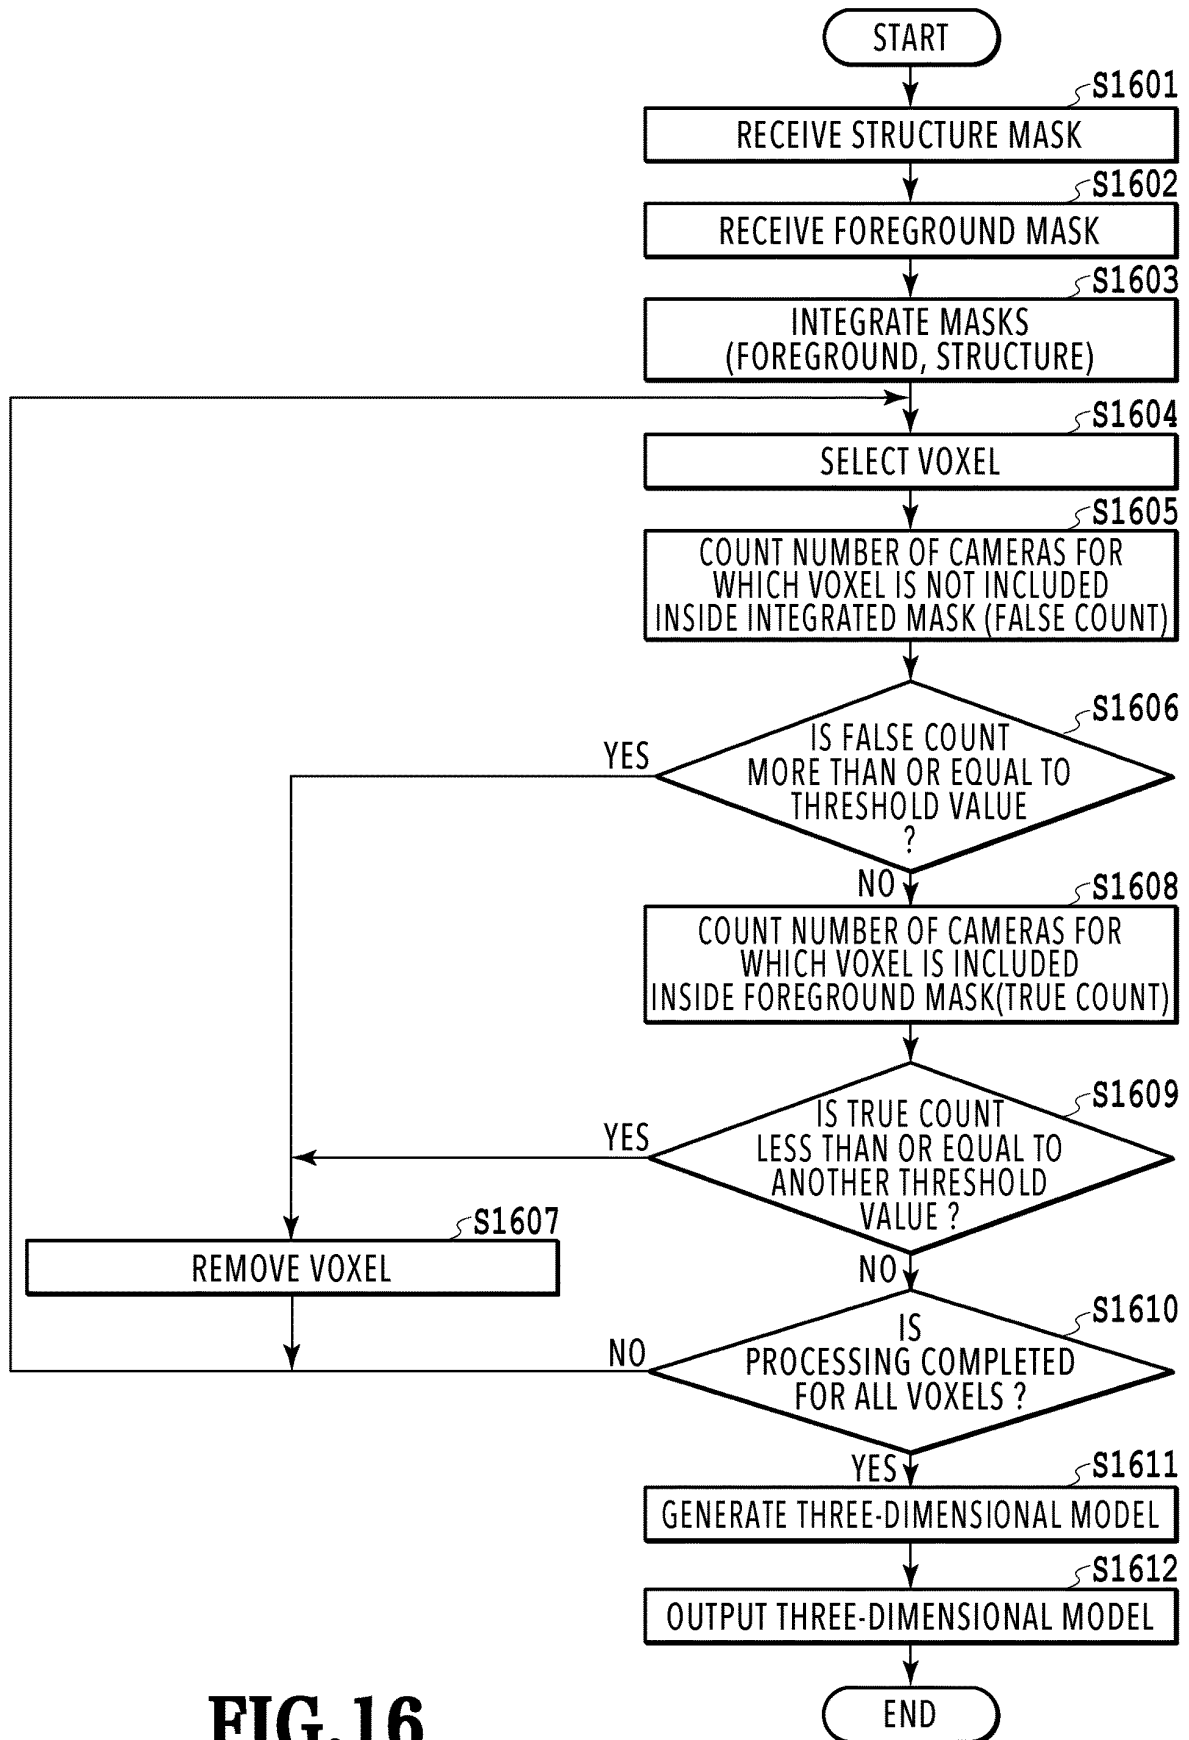 START
S1601
RECEIVE STRUCTURE MASK
S1602
RECEIVE FOREGROUND MASK
S1603
INTEGRATE MASKS
(FOREGROUND, STRUCTURE)
S1604
SELECT VOXEL
S1605
COUNT NUMBER OF CAMERAS FOR
WHICH VOXEL IS NOT INCLUDED
INSIDE INTEGRATED MASK (FALSE COUNT)
S1606
IS FALSE COUNT
MORE THAN OR EQUAL TO
THRESHOLD VALUE
?
YES
NO
S1608
COUNT NUMBER OF CAMERAS FOR
WHICH VOXEL IS INCLUDED
INSIDE FOREGROUND MASK(TRUE COUNT)
S1609
IS TRUE COUNT
LESS THAN OR EQUAL TO
ANOTHER THRESHOLD
VALUE ?
YES
NO
S1607
REMOVE VOXEL
S1610
IS
PROCESSING COMPLETED
FOR ALL VOXELS ?
NO
YES
S1611
GENERATE THREE-DIMENSIONAL MODEL
S1612
OUTPUT THREE-DIMENSIONAL MODEL
END
FIG.16